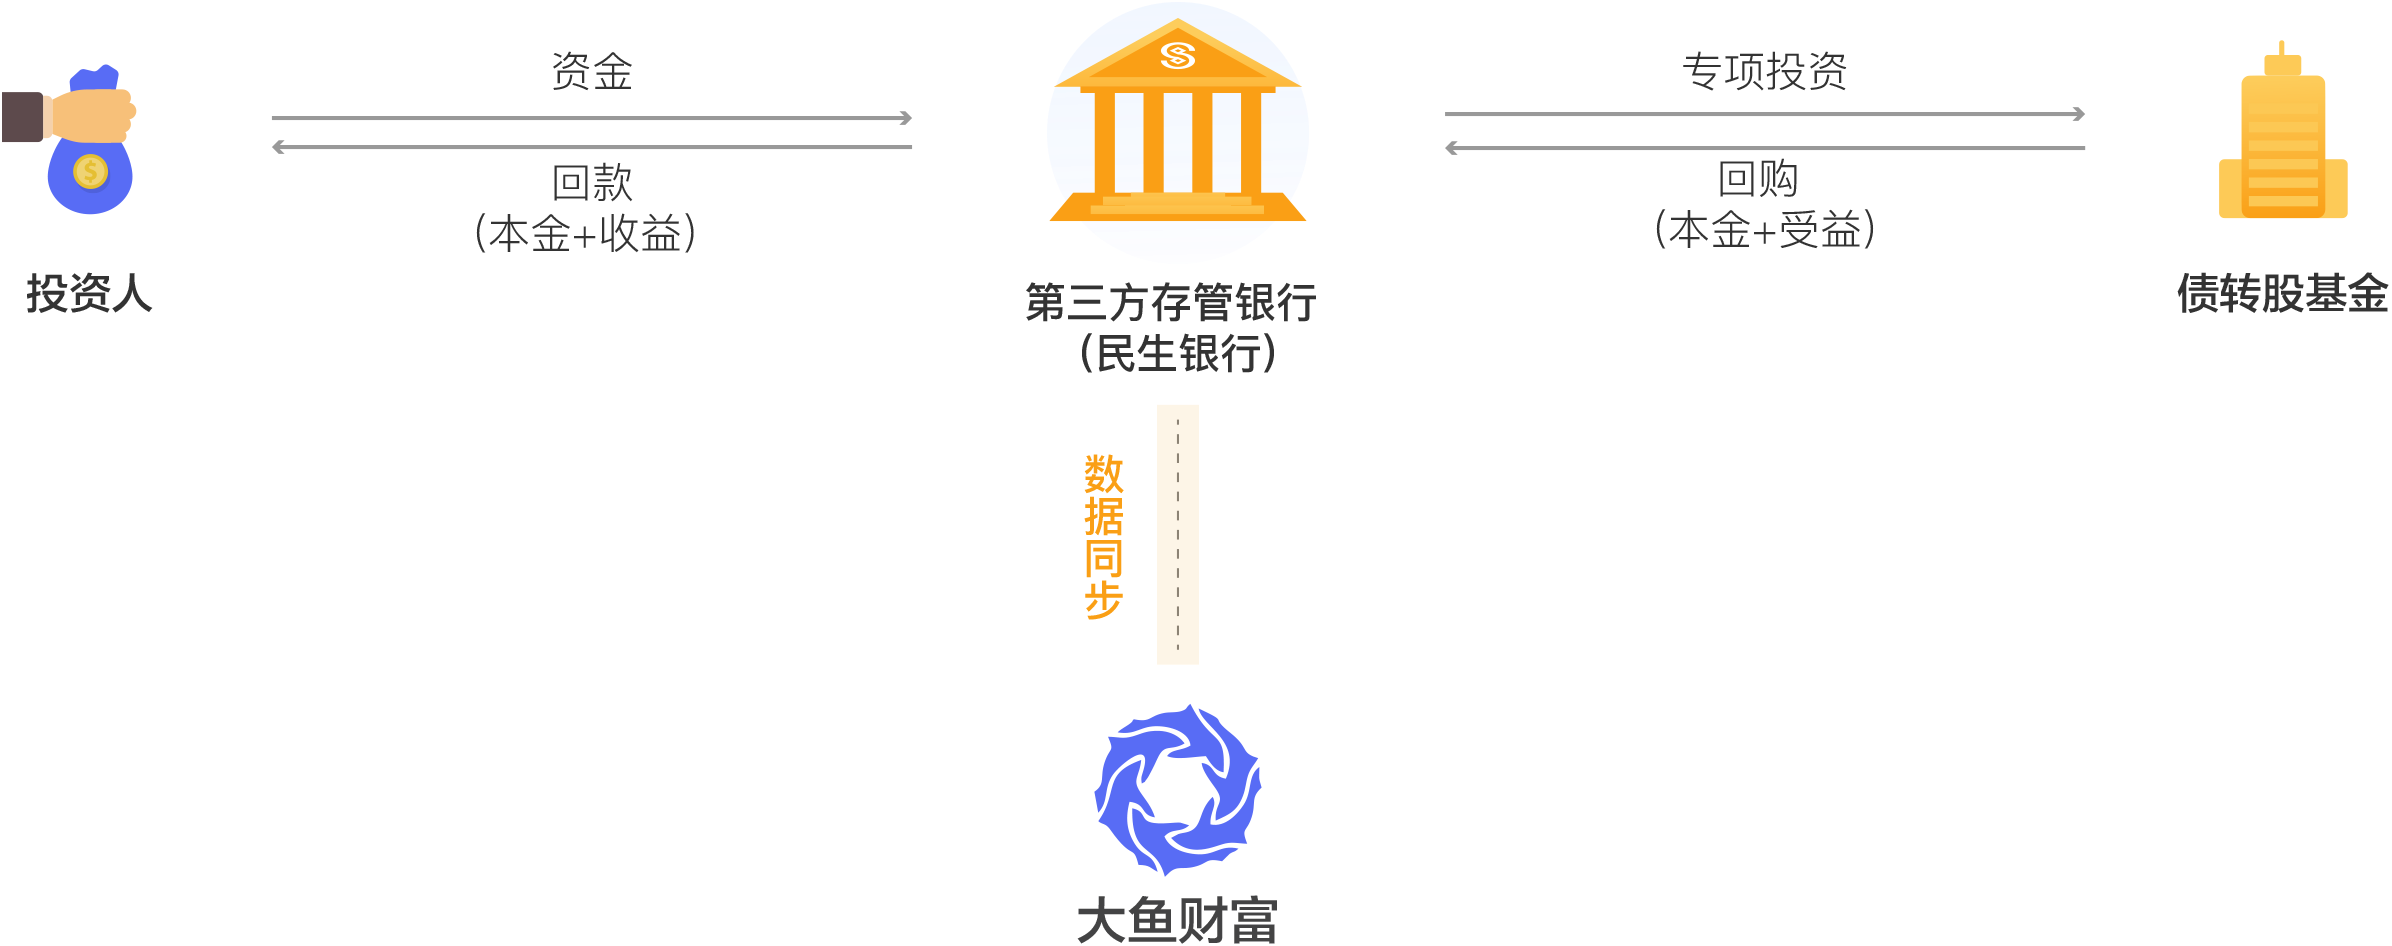 资金
回款
(本金+收益)
投资人
第三方存管银行
(民生银行)
专项投资
回购
(本金+受益)
债转股基金
数据同步
大鱼财富